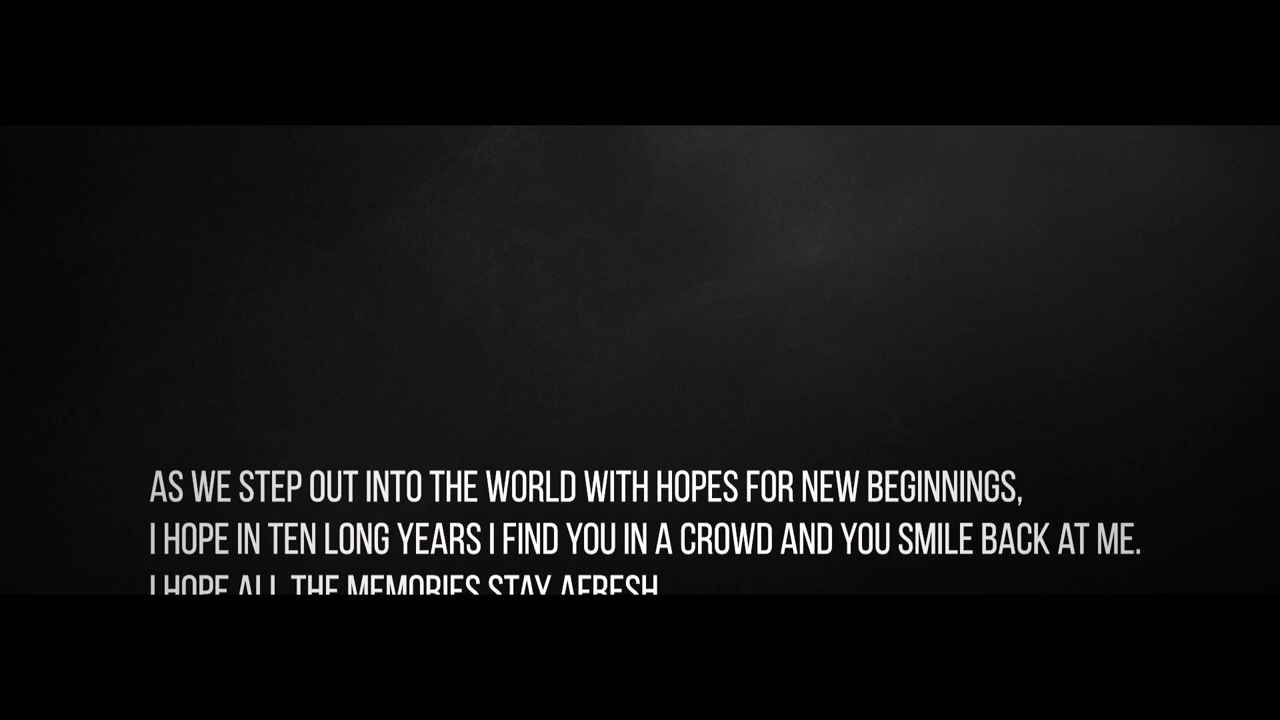 AS WE STEP OUT INTO THE WORLD WITH HOPES FOR NEW BEGINNINGS,
I HOPE IN TEN LONG YEARS I FIND YOU IN A CROWD AND YOU SMILE BACK AT ME.
I HOPE ALL THE MEMORIES STAY AFRESH